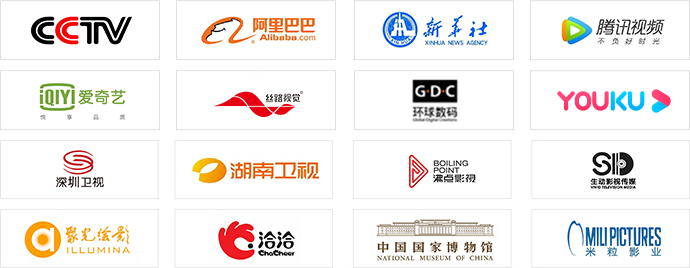 CCTV
阿里巴巴
Alibaba.com
新华社
XINHUA NEWS AGENCY
腾讯视频
不负好时光
iQIYI 爱奇艺
悦享品质
丝路视觉
GDC
环球数码
Global Digital Creations
YOUKU
深圳卫视
湖南卫视
BOILING
POINT
沸点影视
生动影视传媒
VIVID TELEVISION MEDIA
聚光绘影
ILLUMINA
洽洽
ChaCheer
中国国家博物馆
NATIONAL MUSEUM OF CHINA
MILI PICTURES
米粒影业